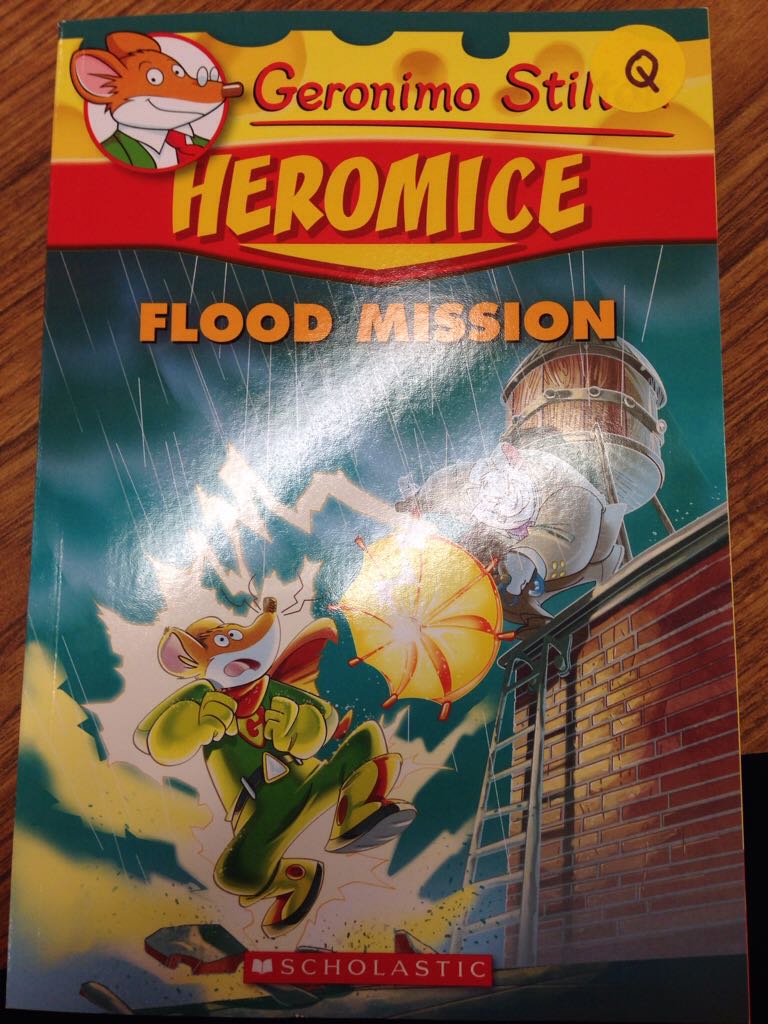 Geronimo Stil
Q
HEROMICE
FLOOD MISSION
G
SCHOLASTIC